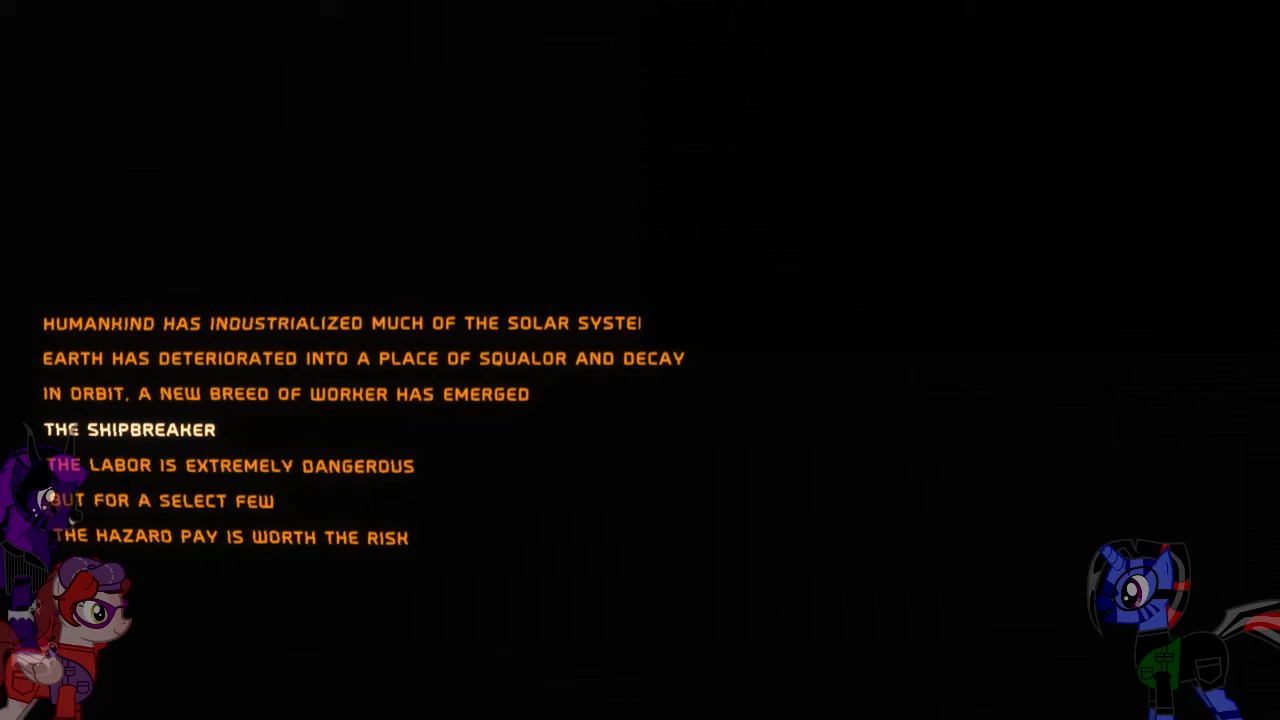 HUMANKIND HAS INDUSTRIALIZED MUCH OF THE SOLAR SYSTE
EARTH HAS DETERIORATED INTO A PLACE OF SQUALOR AND DECAY
IN ORBIT, A NEW BREED OF WORKER HAS EMERGED
THE SHIPBREAKER
THE LABOR IS EXTREMELY DANGEROUS
BUT FOR A SELECT FEW
THE HAZARD PAY IS WORTH THE RISK